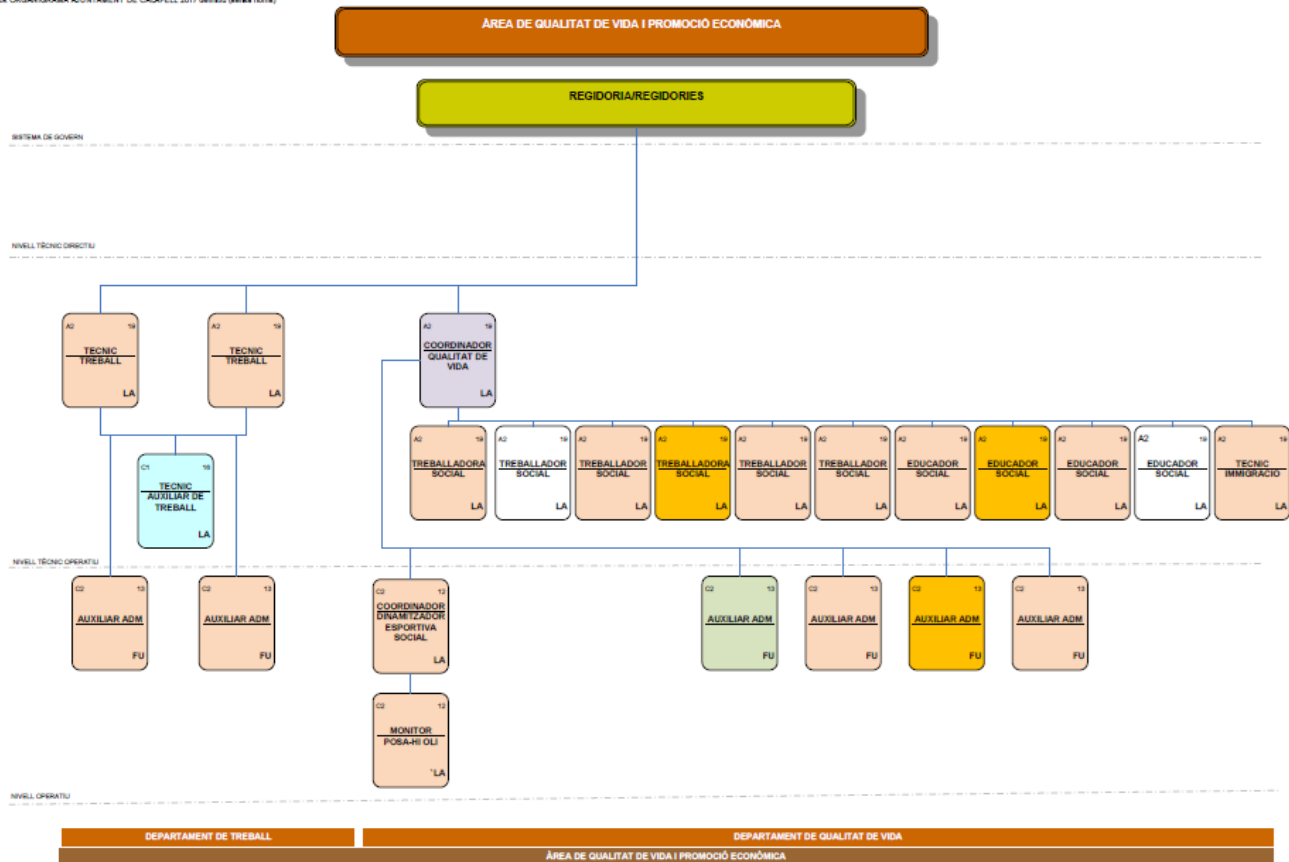 ORGANIGRAMA AJUNTAMENT DE CALAFELL 2017
ÀREA DE QUALITAT DE VIDA I PROMOCIÓ ECONÒMICA
REGIDORIA/REGIDORIES
SISTEMA DE GOVERN
NIVELL TÈCNIC DIRECTIU
A2 19
TECNIC
TREBALL
LA
A2 19
TECNIC
TREBALL
LA
A2 19
COORDINADOR
QUALITAT DE
VIDA
LA
A2 19
TREBALLADORA
SOCIAL
LA
A2 19
TREBALLADOR
SOCIAL
LA
A2 19
TREBALLADOR
SOCIAL
LA
A2 19
TREBALLADORA
SOCIAL
LA
A2 19
TREBALLADOR
SOCIAL
LA
A2 19
TREBALLADOR
SOCIAL
LA
A2 19
EDUCADOR
SOCIAL
LA
A2 19
EDUCADOR
SOCIAL
LA
A2 19
EDUCADOR
SOCIAL
LA
A2 19
EDUCADOR
SOCIAL
LA
A2 19
TECNIC
IMMIGRACIÓ
LA
C1 16
TECNIC
AUXILIAR DE
TREBALL
LA
NIVELL TÈCNIC OPERATIU
C2 13
AUXILIAR ADM
FU
C2 13
AUXILIAR ADM
FU
C2 12
COORDINADOR
DINAMITZADOR
ESPORTIVA
SOCIAL
LA
C2 13
AUXILIAR ADM
FU
C2 13
AUXILIAR ADM
FU
C2 13
AUXILIAR ADM
FU
C2 13
AUXILIAR ADM
FU
C2 12
MONITOR
POSA-HI OLI
'LA
NIVELL OPERATIU
DEPARTAMENT DE TREBALL
DEPARTAMENT DE QUALITAT DE VIDA
ÀREA DE QUALITAT DE VIDA I PROMOCIÓ ECONÒMICA